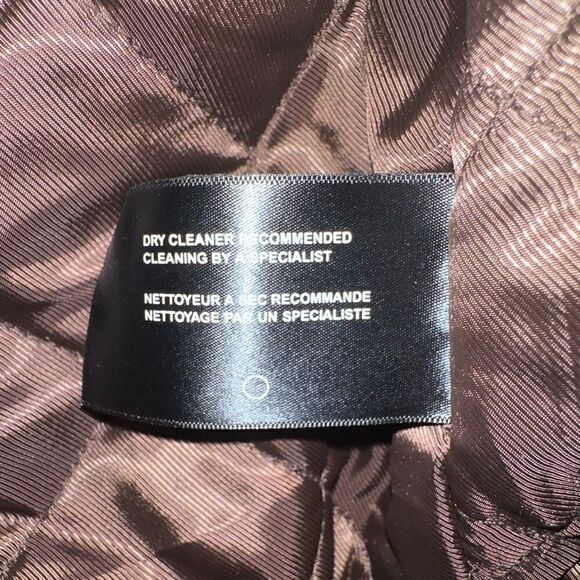 DRY CLEANER RECOMMENDED
CLEANING BY A SPECIALIST
NETTOYEUR A SEC RECOMMANDE
NETTOYAGE PAR UN SPECIALISTE